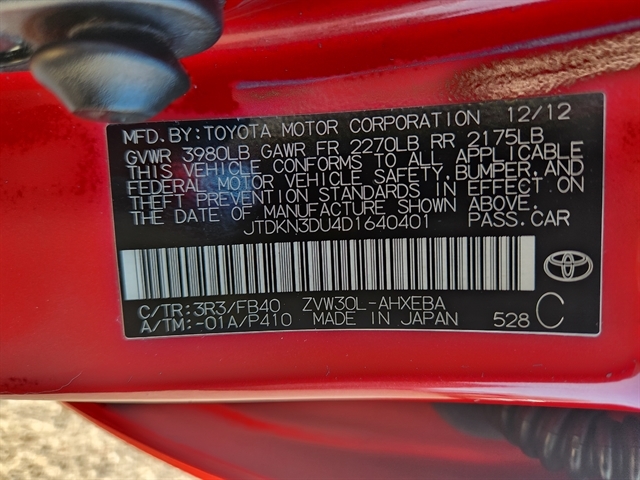 MFD.BY:TOYOTA MOTOR CORPORATION 12/12
GVWR 3980LB GAWR FR 2270LB RR 2175LB
THIS VEHICLE CONFORMS TO ALL APPLICABLE
FEDERAL MOTOR VEHICLE SAFETY,BUMPER,AND
THEFT PREVENTION STANDARDS IN EFFECT ON
THE DATE OF MANUFACTURE SHOWN ABOVE.
JTDKN3DU4D1640401 PASS.CAR
C/TR:3R3/FB40 ZVW30L-AHXEBA
A/TM:-01A/P410 MADE IN JAPAN 528 C